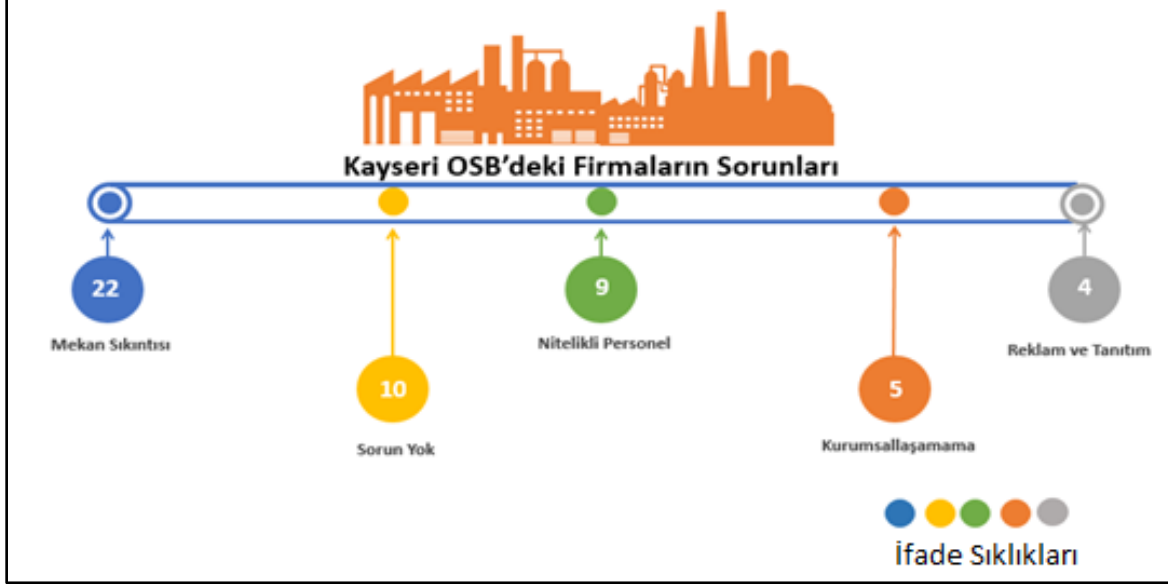 Kayseri OSB'deki Firmaların Sorunları
22
Mekan Sıkıntısı
10
Sorun Yok
9
Nitelikli Personel
5
Kurumsallaşamama
4
Reklam ve Tanıtım
İfade Sıklıkları